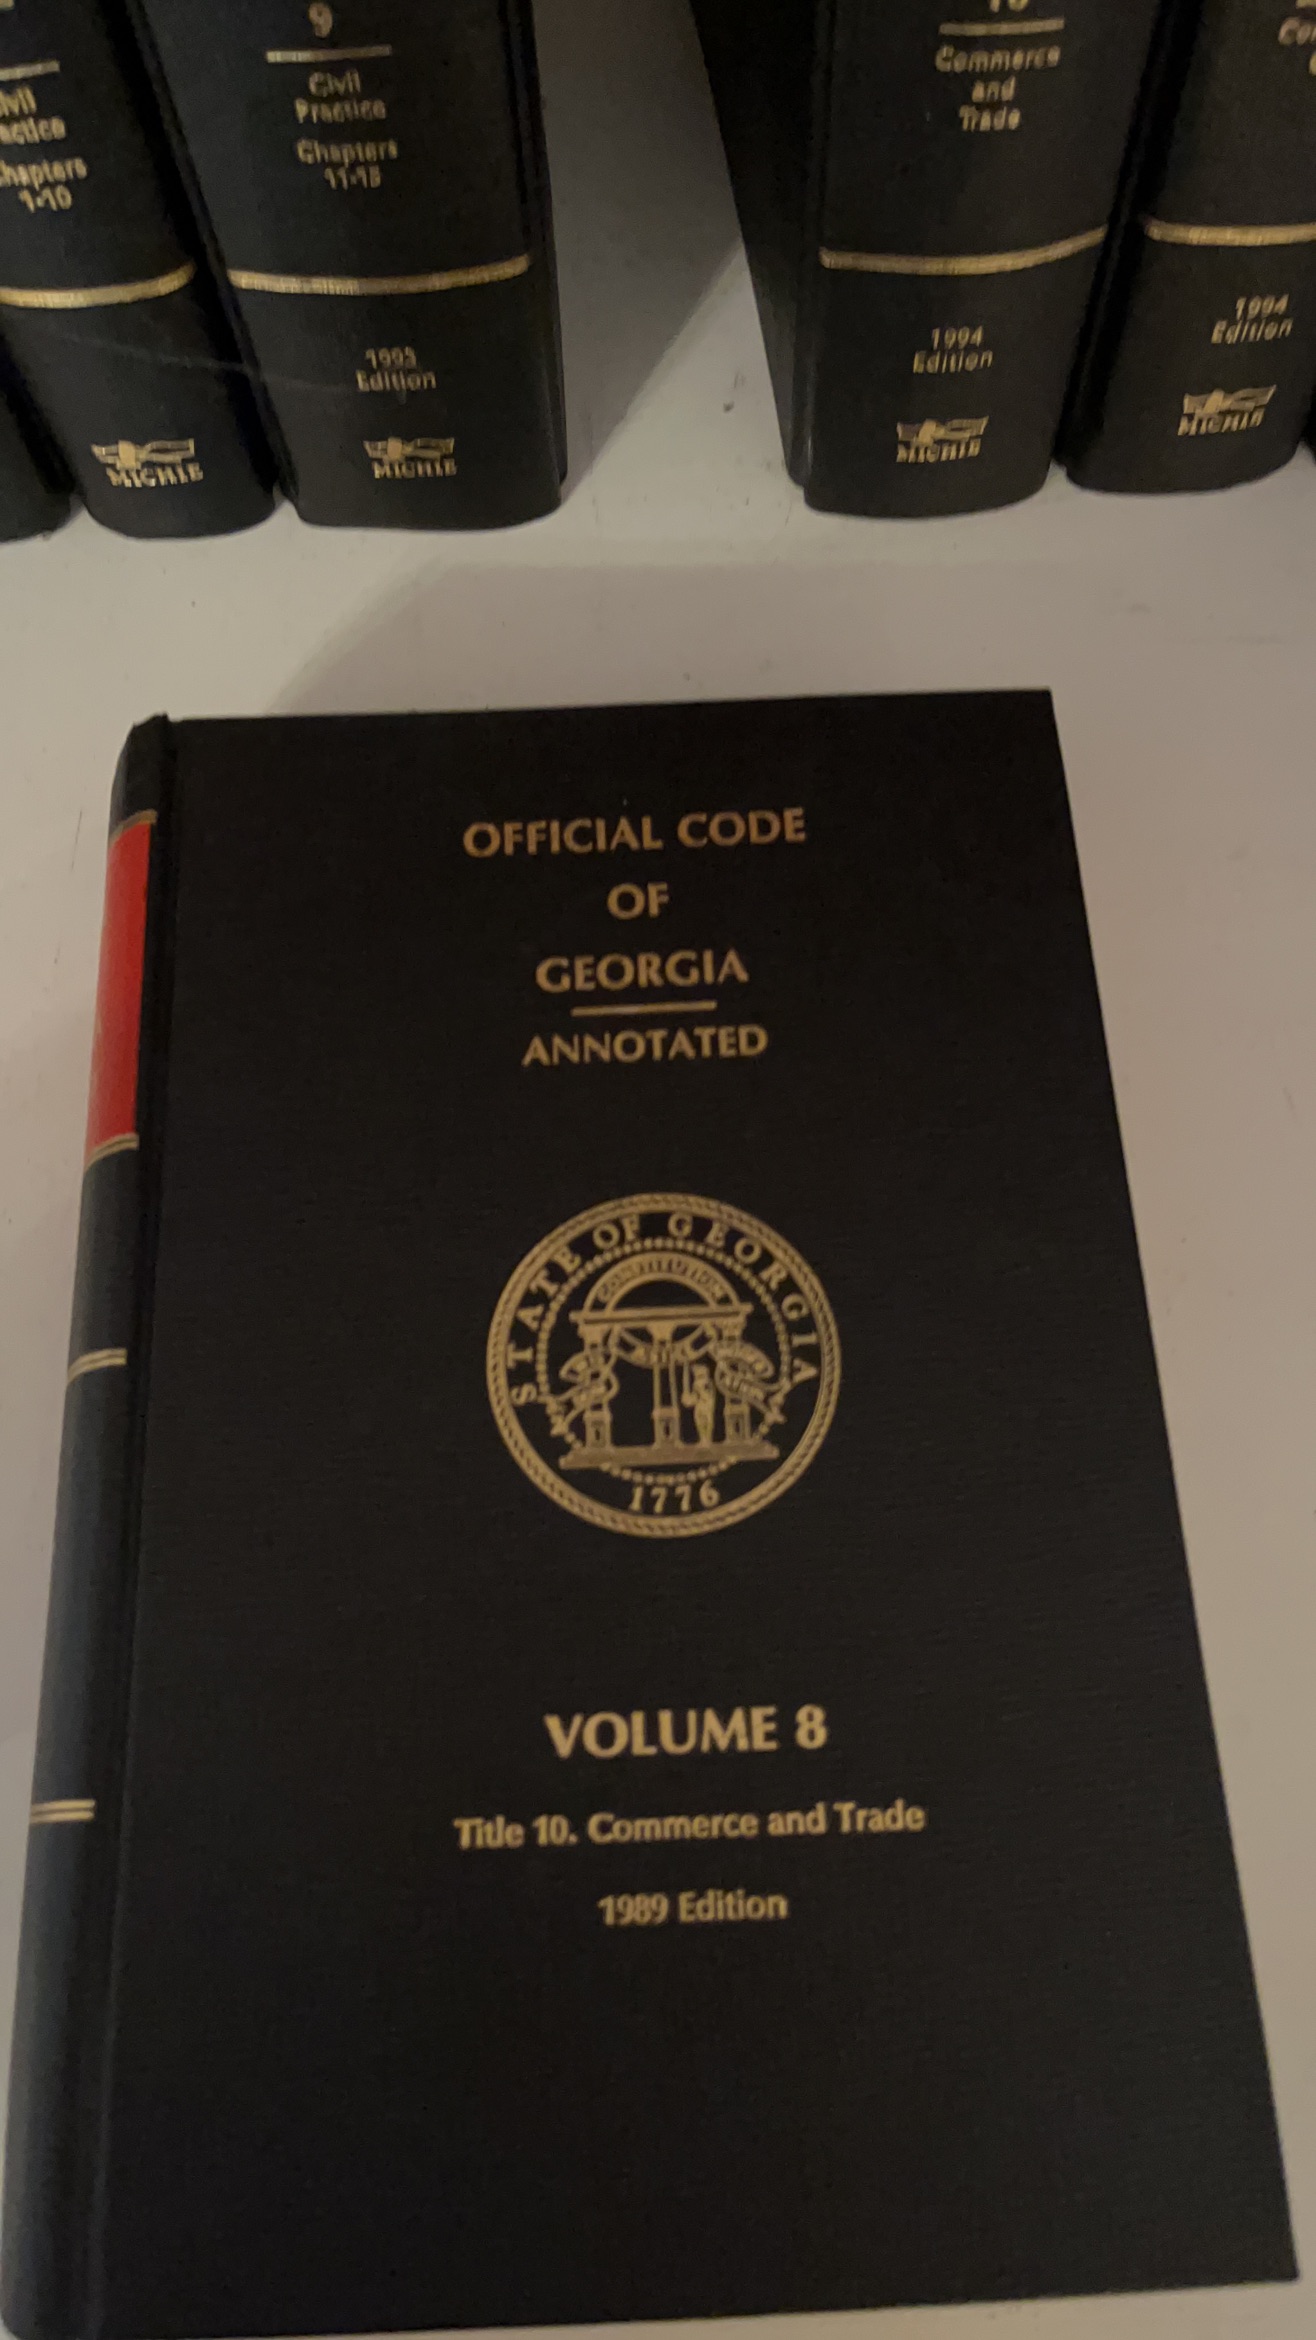 9
Civil
Practice
Chapters
11-15
1993
Edition
MICHIE
Chapters
1-10
MICHIE
Commerce
and
Trade
1994
Edition
MICHIE
1994
Edition
MICHIE
OFFICIAL CODE
OF
GEORGIA
ANNOTATED
STATE OF GEORGIA
CONSTITUTION
1776
VOLUME 8
Title 10. Commerce and Trade
1989 Edition